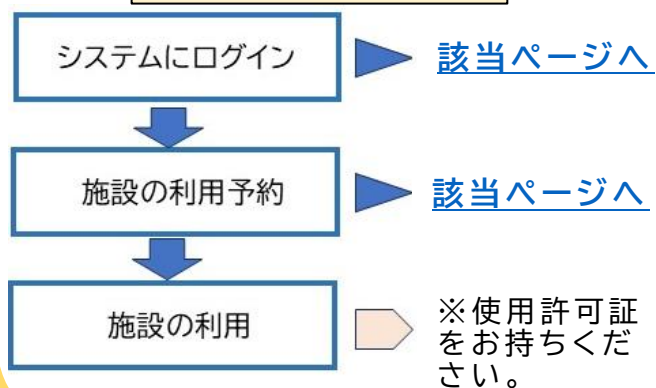 システムにログイン
該当ページへ
施設の利用予約
該当ページへ
施設の利用
※使用許可証
をお持ちくだ
さい。